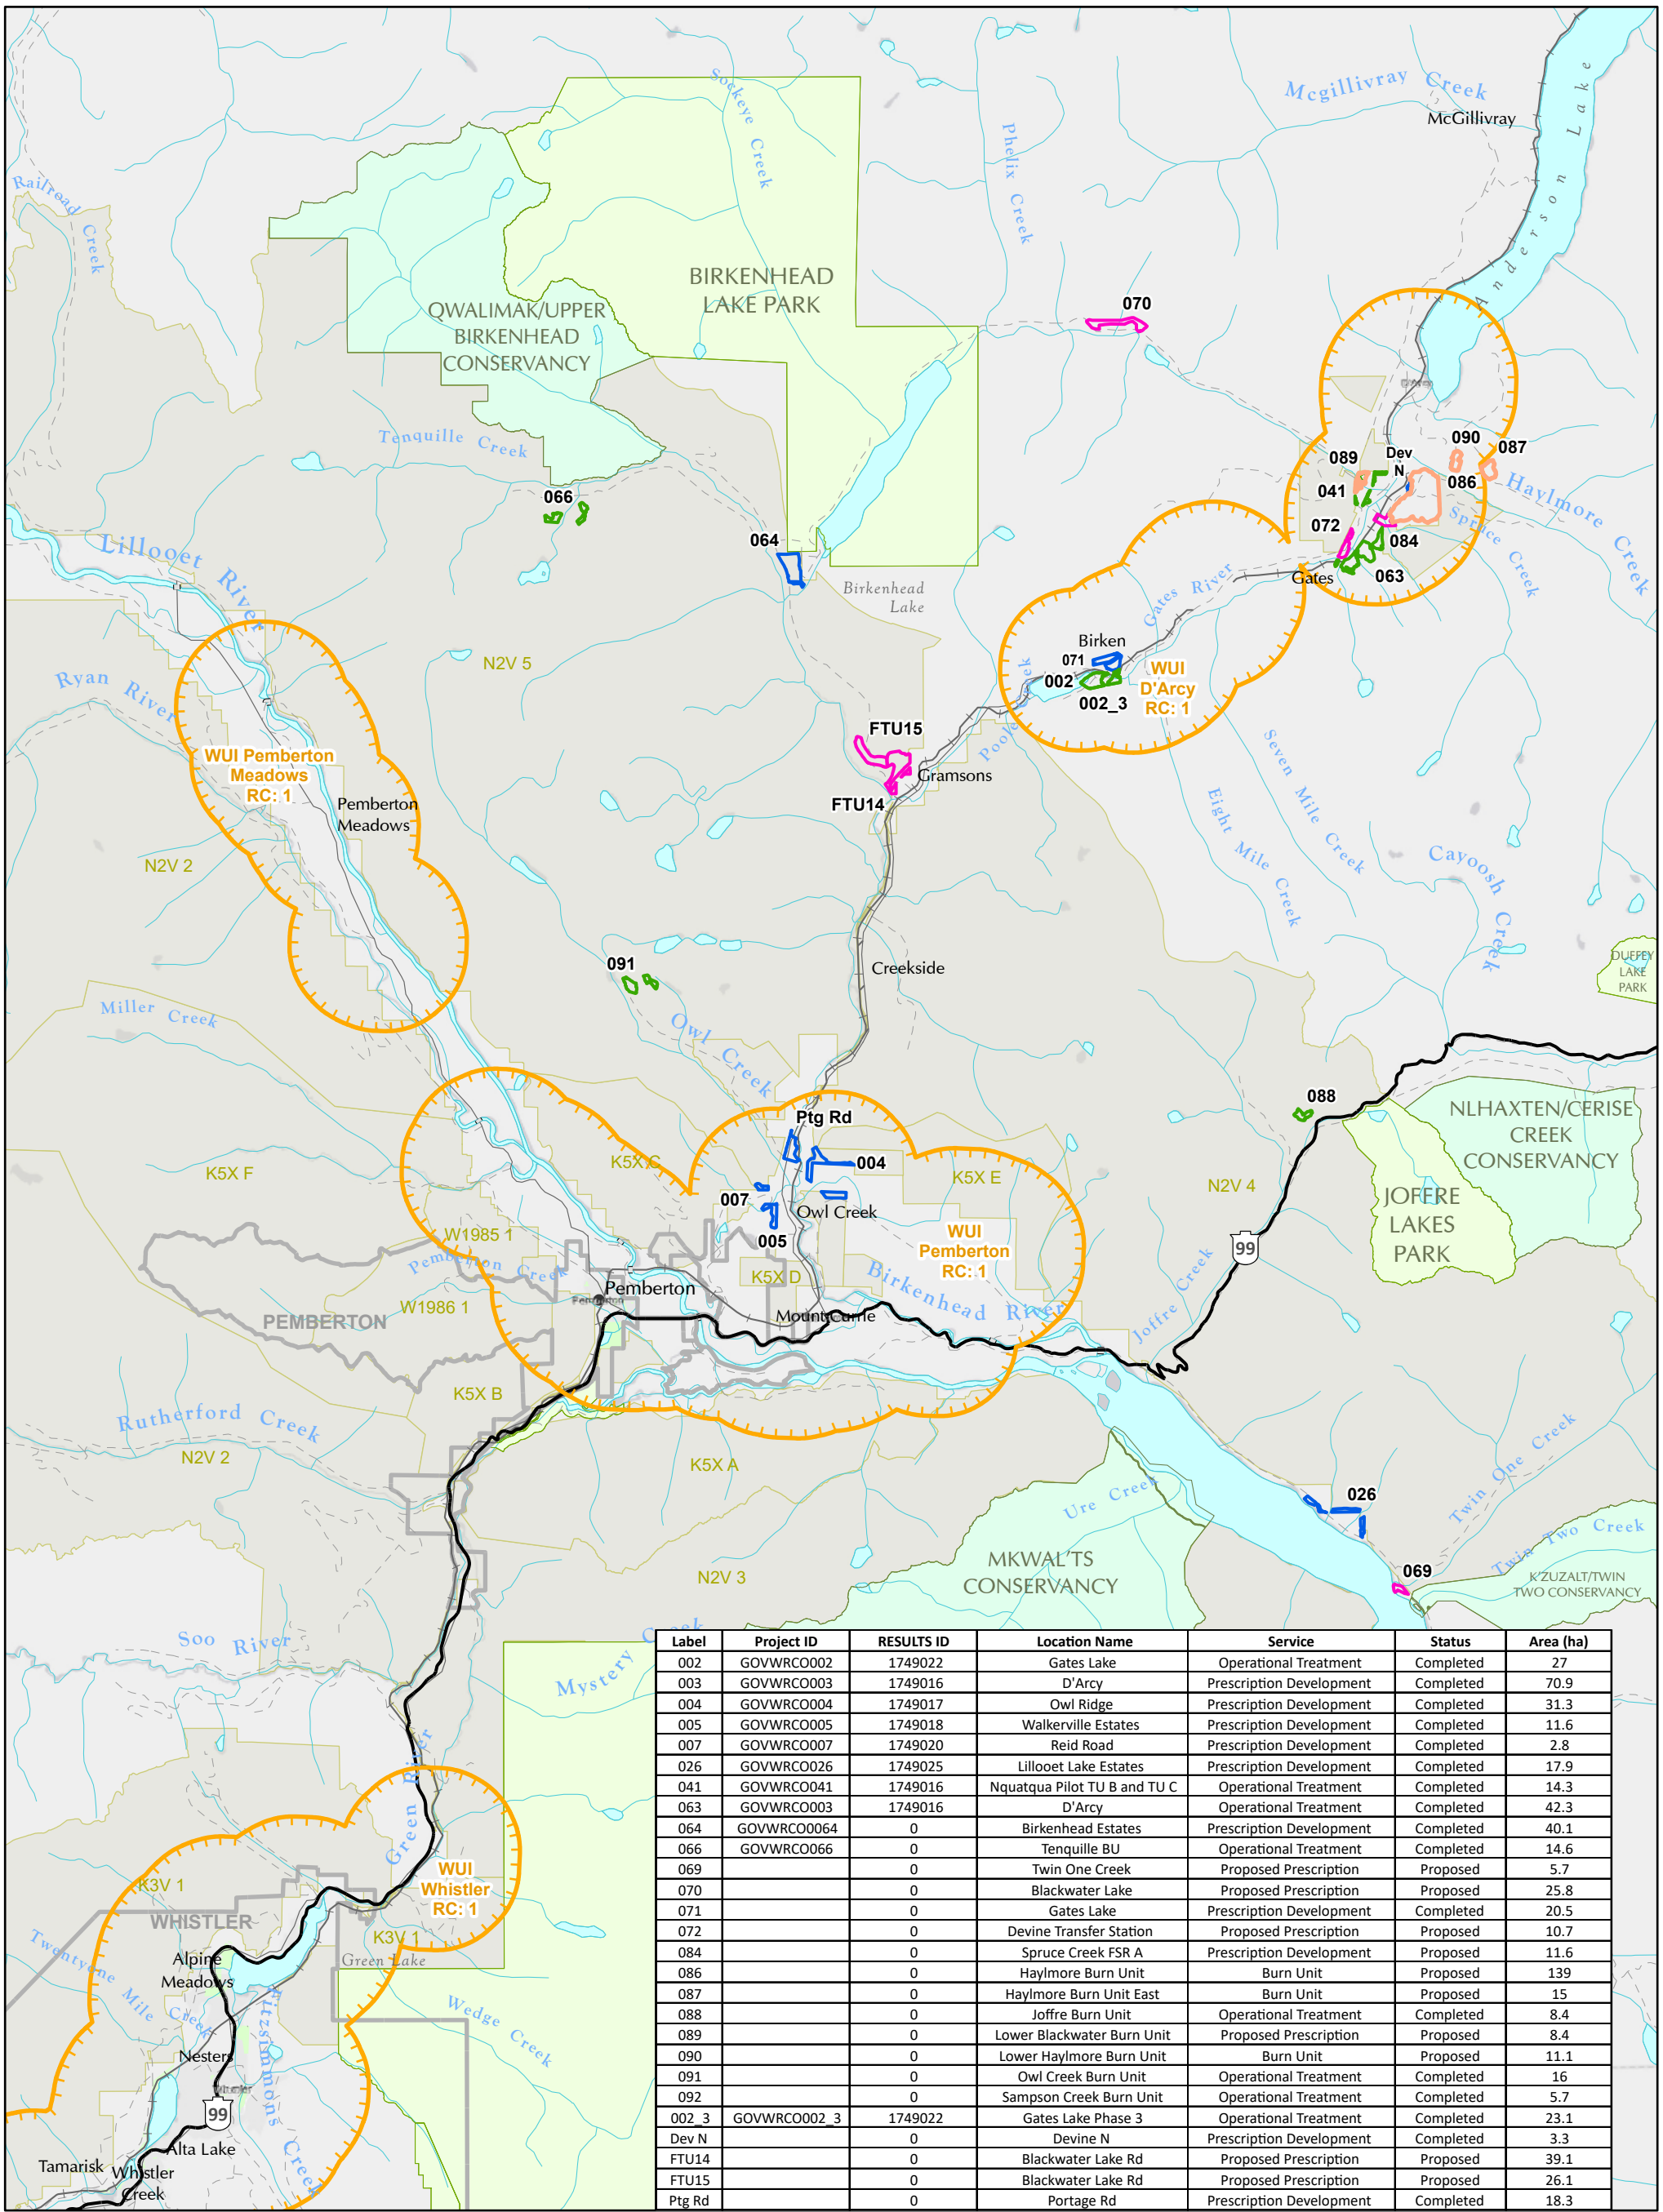 Mcgillivray Creek
McGillivray
Anderson Lake
Sockeye Creek
Phelix Creek
Railroad Creek
BIRKENHEAD
LAKE PARK
QWALIMAK/UPPER
BIRKENHEAD
CONSERVANCY
070
Tenquille Creek
090
087
089
Dev
N
041
086
Haylmore Creek
066
072
Spruce Creek
084
064
063
Gates
Lillooet River
Birkenhead
Lake
Gates River
Birken
N2V 5
071
002
WUI
D'Arcy
RC: 1
002_3
Ryan River
Poole Creek
FTU15
WUI Pemberton
Meadows
RC: 1
Gramsons
Seven Mile Creek
FTU14
Pemberton
Meadows
Eight Mile Creek
N2V 2
Cayoosh Creek
091
Creekside
DUFFEY
LAKE
PARK
Miller Creek
Owl Creek
088
NLHAXTEN/CERISE
CREEK
CONSERVANCY
Ptg Rd
K5X C
004
K5X F
K5X E
N2V 4
007
JOFFRE
LAKES
PARK
Owl Creek
005
W1985 1
WUI
Pemberton
RC: 1
99
Pemberton Creek
K5X D
Birkenhead River
Pemberton
Pemberton
W1986 1
Joffre Creek
PEMBERTON
Mount Currie
K5X B
Rutherford Creek
N2V 2
K5X A
Twin One Creek
Ure Creek
026
Twin Two Creek
MKWAL'TS
CONSERVANCY
N2V 3
069
K'ZUZALT/TWIN
TWO CONSERVANCY
Soo River
Mystery Creek
Green River
WUI
Whistler
RC: 1
K3V 1
WHISTLER
K3V 1
Green Lake
Alpine
Meadows
Twentyone Mile Creek
Fitzsimmons Creek
Wedge Creek
Nesters
Whistler
99
Alta Lake
Tamarisk
Whistler
Creek
Label Project ID RESULTS ID Location Name Service Status Area (ha)
002 GOVWRCO002 1749022 Gates Lake Operational Treatment Completed 27
003 GOVWRCO003 1749016 D'Arcy Prescription Development Completed 70.9
004 GOVWRCO004 1749017 Owl Ridge Prescription Development Completed 31.3
005 GOVWRCO005 1749018 Walkerville Estates Prescription Development Completed 11.6
007 GOVWRCO007 1749020 Reid Road Prescription Development Completed 2.8
026 GOVWRCO026 1749025 Lillooet Lake Estates Prescription Development Completed 17.9
041 GOVWRCO041 1749016 Nquatqua Pilot TU B and TU C Operational Treatment Completed 14.3
063 GOVWRCO003 1749016 D'Arcy Operational Treatment Completed 42.3
064 GOVWRCO0064 0 Birkenhead Estates Prescription Development Completed 40.1
066 GOVWRCO066 0 Tenquille BU Operational Treatment Completed 14.6
069 0 Twin One Creek Proposed Prescription Proposed 5.7
070 0 Blackwater Lake Proposed Prescription Proposed 25.8
071 0 Gates Lake Prescription Development Completed 20.5
072 0 Devine Transfer Station Proposed Prescription Proposed 10.7
084 0 Spruce Creek FSR A Prescription Development Proposed 11.6
086 0 Haylmore Burn Unit Burn Unit Proposed 139
087 0 Haylmore Burn Unit East Burn Unit Proposed 15
088 0 Joffre Burn Unit Operational Treatment Completed 8.4
089 0 Lower Blackwater Burn Unit Proposed Prescription Proposed 8.4
090 0 Lower Haylmore Burn Unit Burn Unit Proposed 11.1
091 0 Owl Creek Burn Unit Operational Treatment Completed 16
092 0 Sampson Creek Burn Unit Operational Treatment Completed 5.7
002_3 GOVWRCO002_3 1749022 Gates Lake Phase 3 Operational Treatment Completed 23.1
Dev N 0 Devine N Prescription Development Completed 3.3
FTU14 0 Blackwater Lake Rd Proposed Prescription Proposed 39.1
FTU15 0 Blackwater Lake Rd Proposed Prescription Proposed 26.1
Ptg Rd 0 Portage Rd Prescription Development Completed 18.3